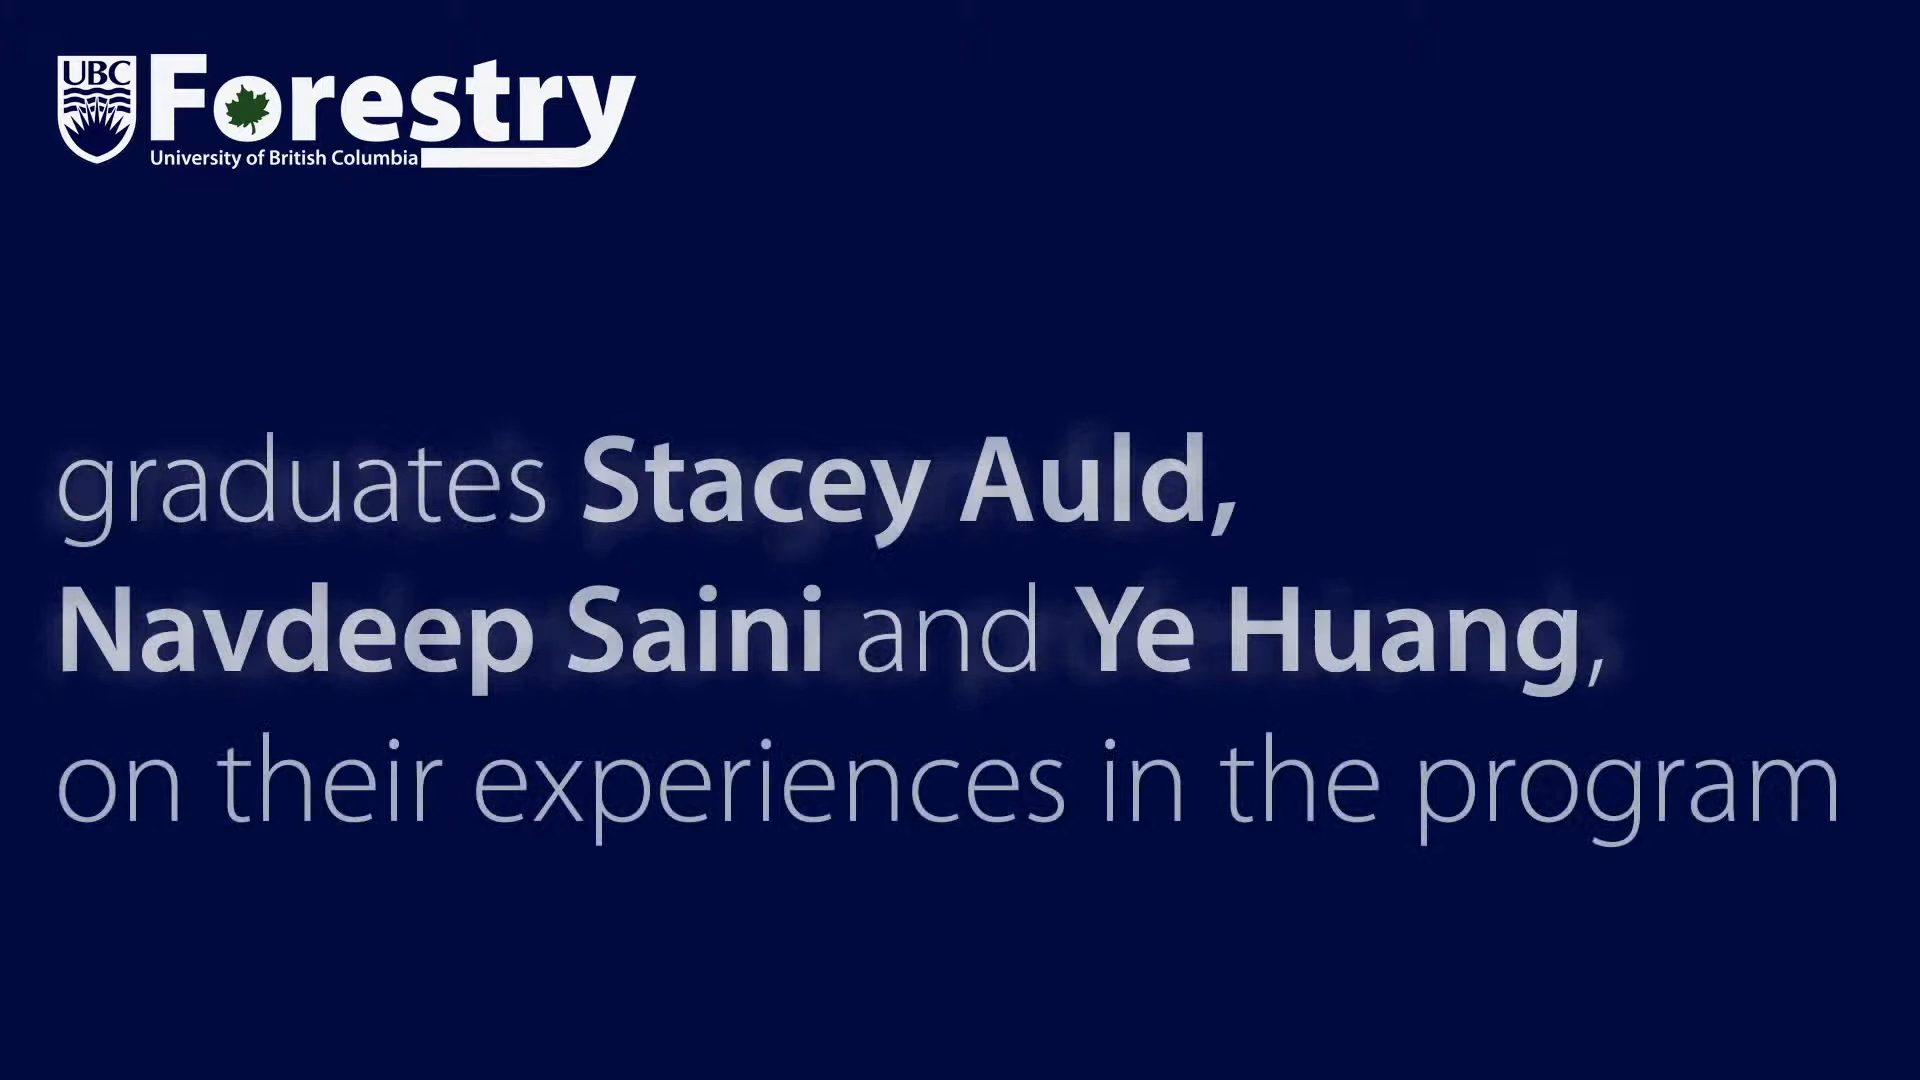 UBC
Forestry
University of British Columbia
graduates Stacey Auld,
Navdeep Saini and Ye Huang,
on their experiences in the program